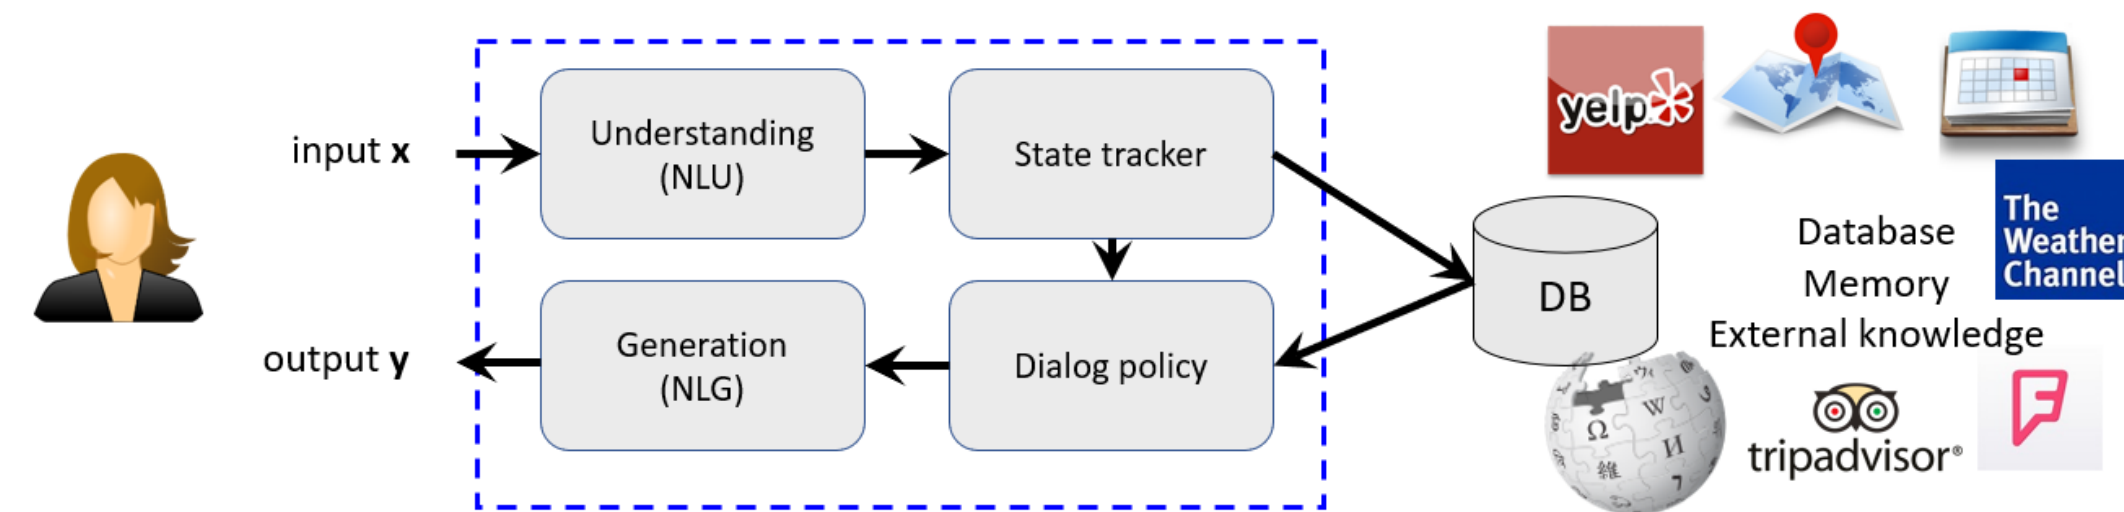 input x
Understanding
(NLU)
State tracker
output y
Generation
(NLG)
Dialog policy
DB
yelp
Database
Memory
External knowledge
The
Weather
Channel
W
Ω
И
維
tripadvisor®